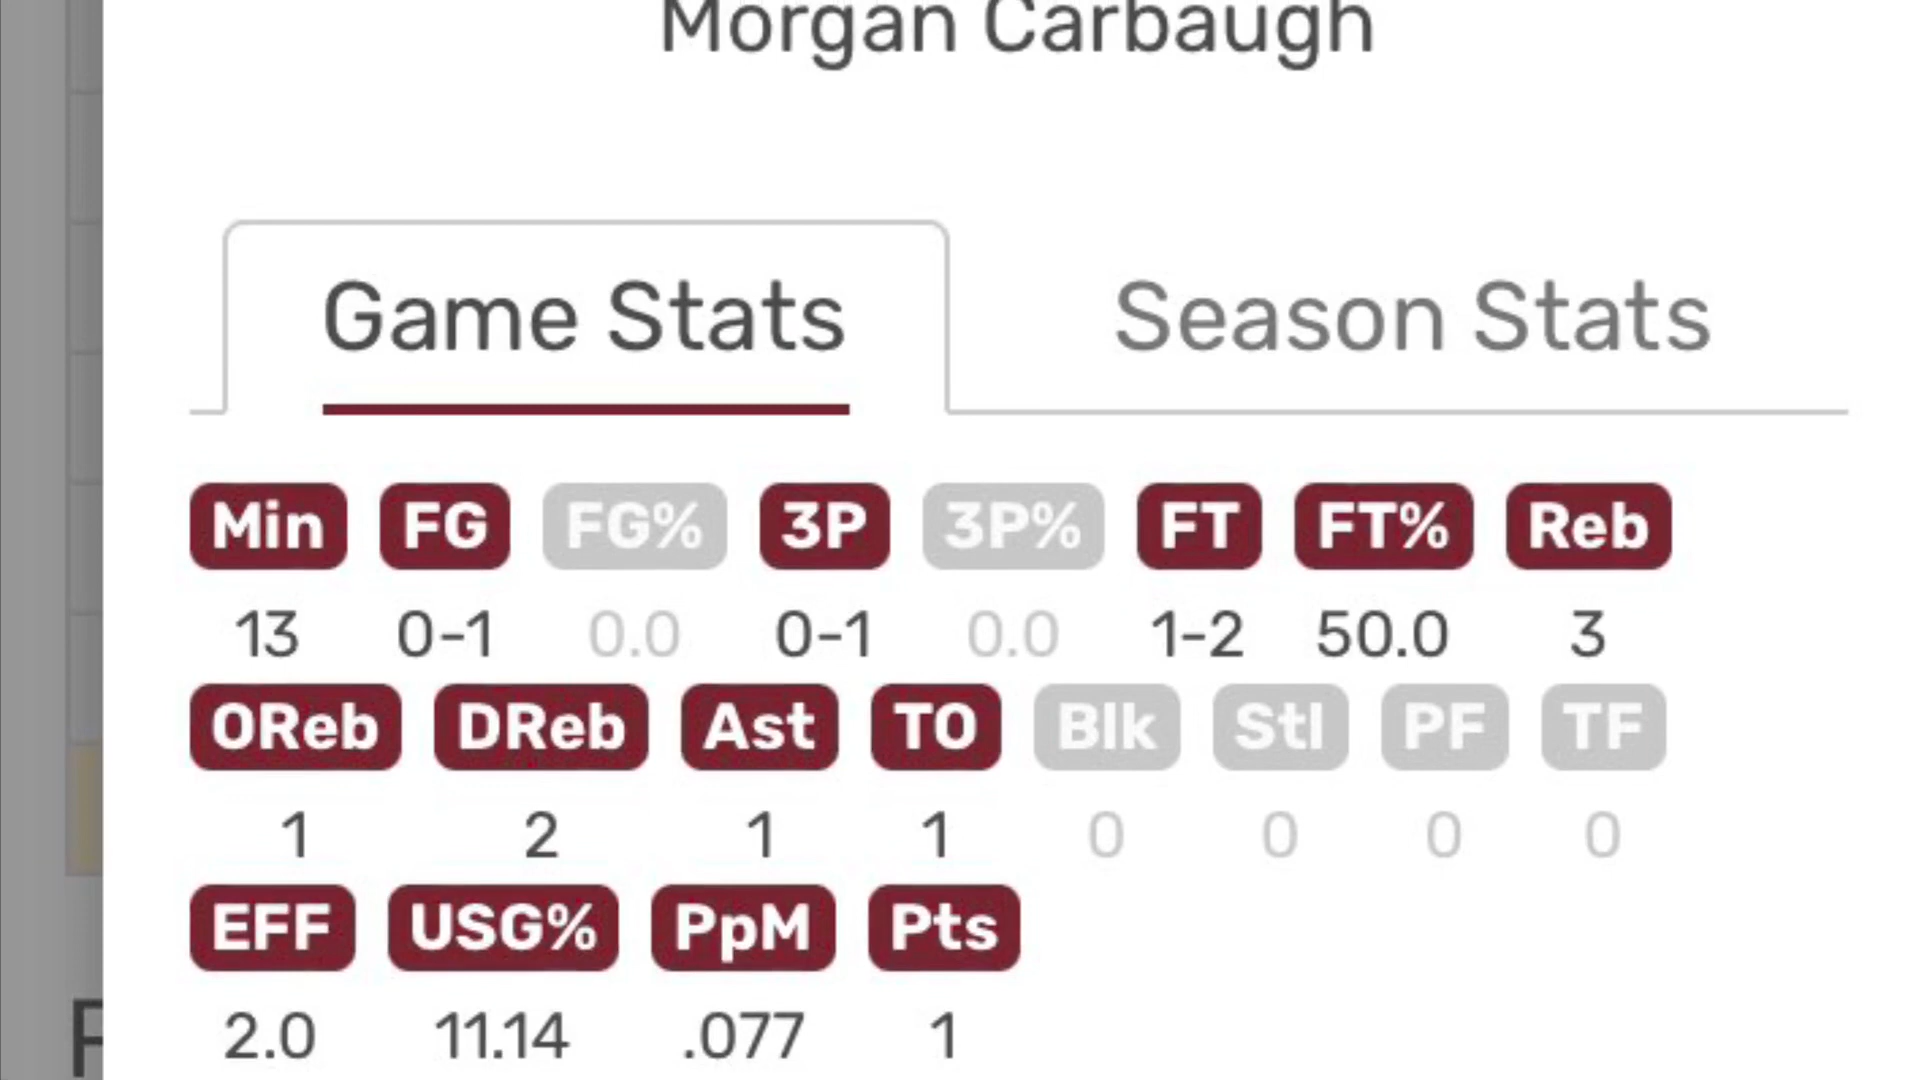 Morgan Carbaugh
Game Stats Season Stats
Min FG FG% 3P 3P% FT FT% Reb
13 0-1 0.0 0-1 0.0 1-2 50.0 3
OReb DReb Ast TO Blk Stl PF TF
1 2 1 1 0 0 0 0
EFF USG% PpM Pts
2.0 11.14 .077 1